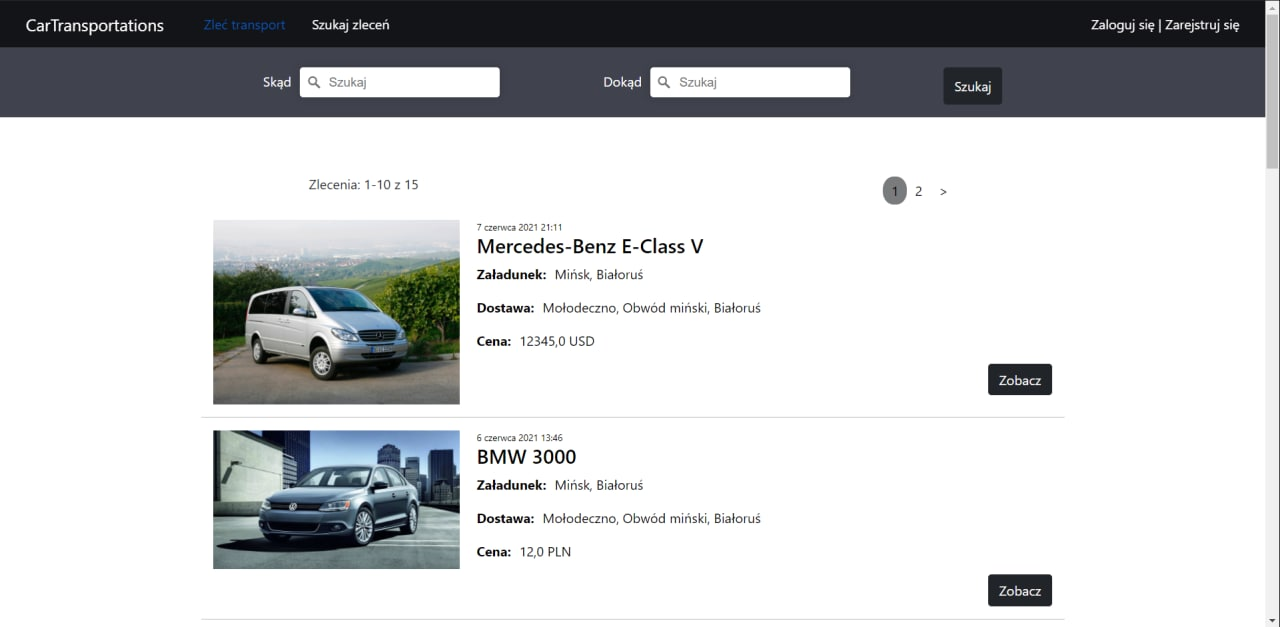 CarTransportations Zleć transport Szukaj zleceń Zaloguj się | Zarejstruj się
Skąd Szukaj Dokąd Szukaj Szukaj
Zlecenia: 1-10 z 15 1 2 >
7 czerwca 2021 21:11
Mercedes-Benz E-Class V
Załadunek: Mińsk, Białoruś
Dostawa: Mołodeczno, Obwód miński, Białoruś
Cena: 12345,0 USD
Zobacz
6 czerwca 2021 13:46
BMW 3000
Załadunek: Mińsk, Białoruś
Dostawa: Mołodeczno, Obwód miński, Białoruś
Cena: 12,0 PLN
Zobacz